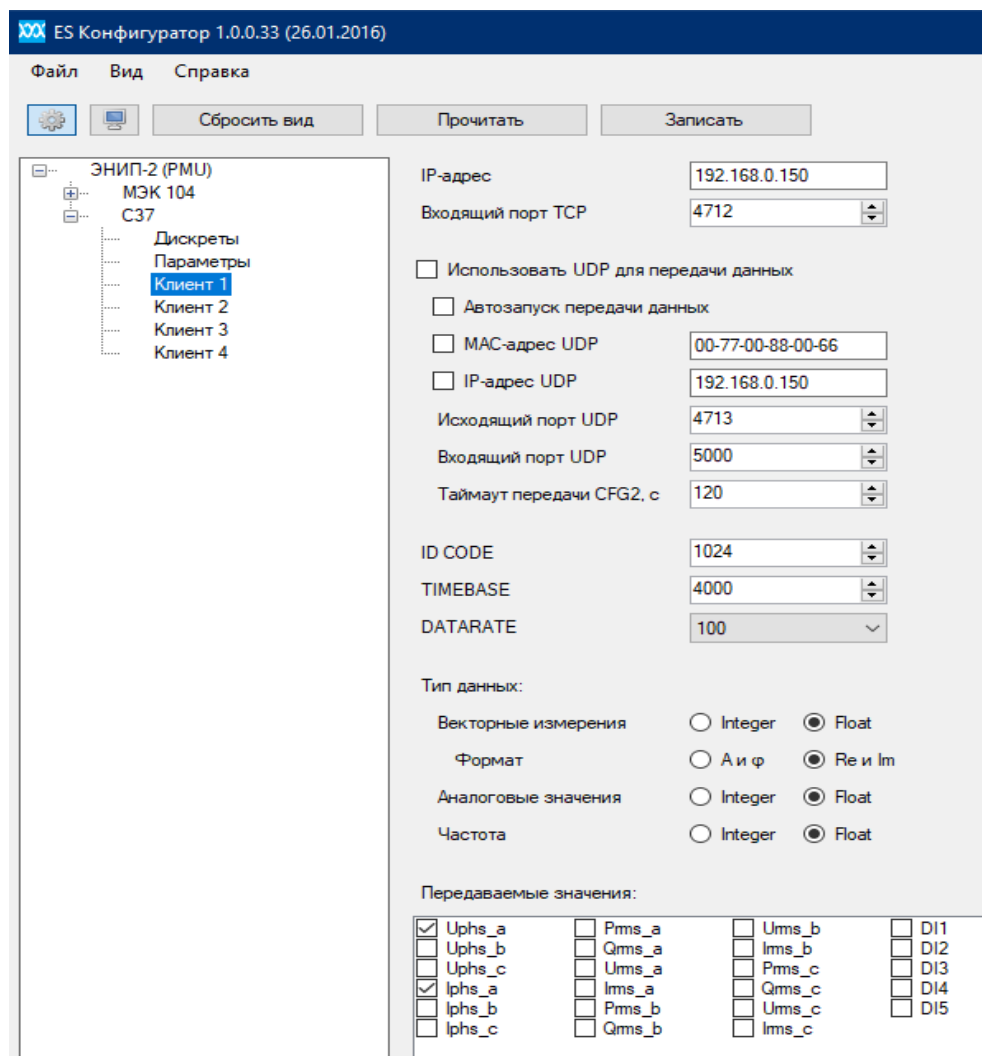 ES Конфигуратор 1.0.0.33 (26.01.2016)
Файл Вид Справка
Сбросить вид Прочитать Записать
ЭНИП-2 (PMU)
МЭК 104
C37
Дискреты
Параметры
Клиент 1
Клиент 2
Клиент 3
Клиент 4
IP-адрес 192.168.0.150
Входящий порт TCP 4712
Использовать UDP для передачи данных
Автозапуск передачи данных
MAC-адрес UDP 00-77-00-88-00-66
IP-адрес UDP 192.168.0.150
Исходящий порт UDP 4713
Входящий порт UDP 5000
Таймаут передачи CFG2, с 120
ID CODE 1024
TIMEBASE 4000
DATARATE 100
Тип данных:
Векторные измерения Integer Float
Формат А и φ Re и Im
Аналоговые значения Integer Float
Частота Integer Float
Передаваемые значения:
Uphs_a Prms_a Urms_b DI1
Uphs_b Qrms_a Irms_b DI2
Uphs_c Urms_a Prms_c DI3
Iphs_a Irms_a Qrms_c DI4
Iphs_b Prms_b Urms_c DI5
Iphs_c Qrms_b Irms_c